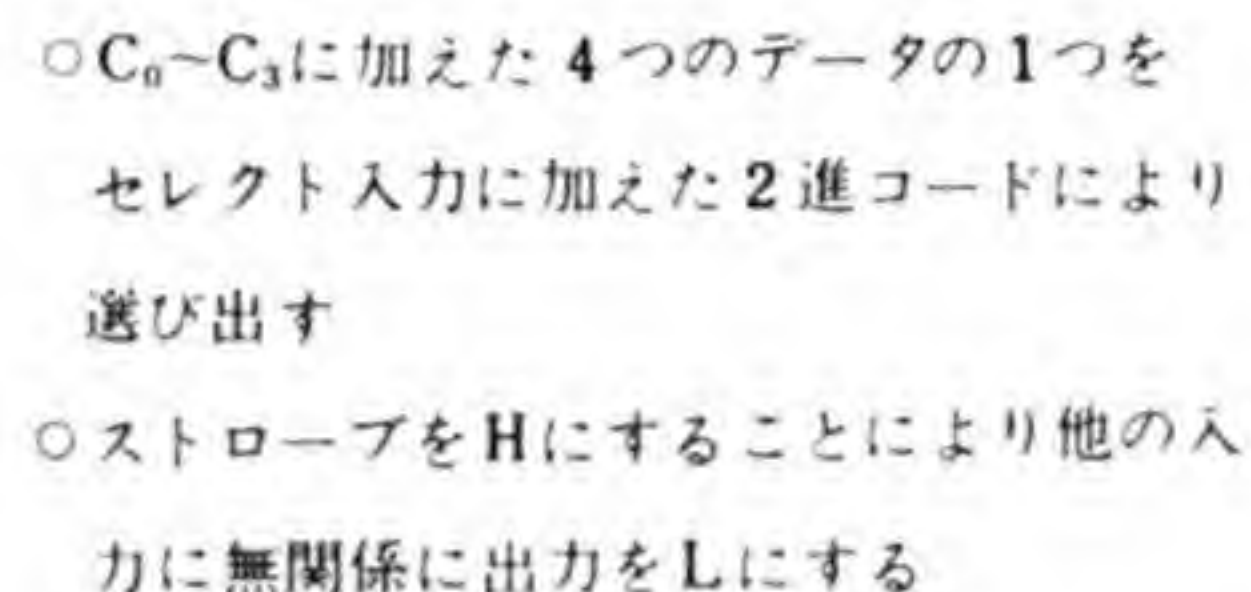 ○C₀~C₃に加えた4つのデータの1つを
セレクト入力に加えた2進コードにより
選び出す
○ストローブをHにすることにより他の入
力に無関係に出力をLにする